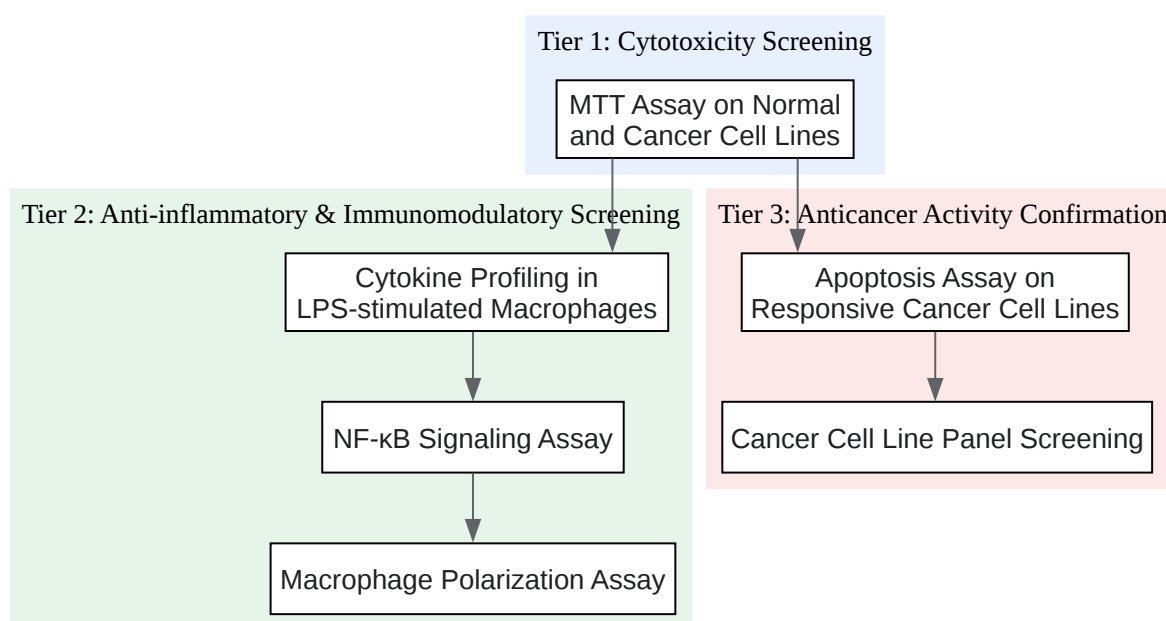 Tier 1: Cytotoxicity Screening
MTT Assay on Normal
and Cancer Cell Lines
Tier 2: Anti-inflammatory & Immunomodulatory Screening
Cytokine Profiling in
LPS-stimulated Macrophages
NF-κB Signaling Assay
Macrophage Polarization Assay
Tier 3: Anticancer Activity Confirmation
Apoptosis Assay on
Responsive Cancer Cell Lines
Cancer Cell Line Panel Screening